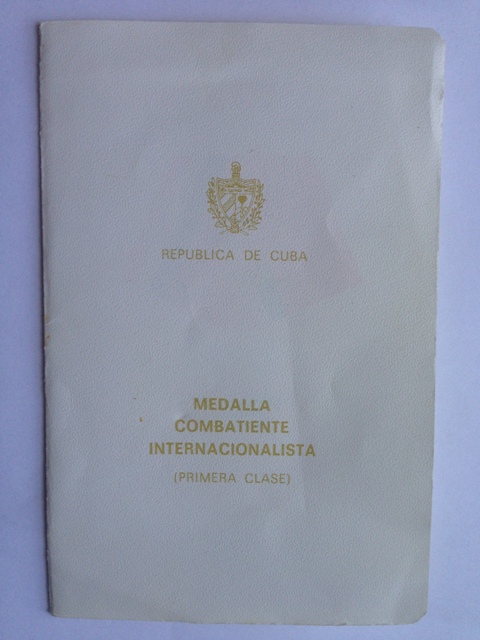 REPUBLICA DE CUBA
MEDALLA
COMBATIENTE
INTERNACIONALISTA
(PRIMERA CLASE)